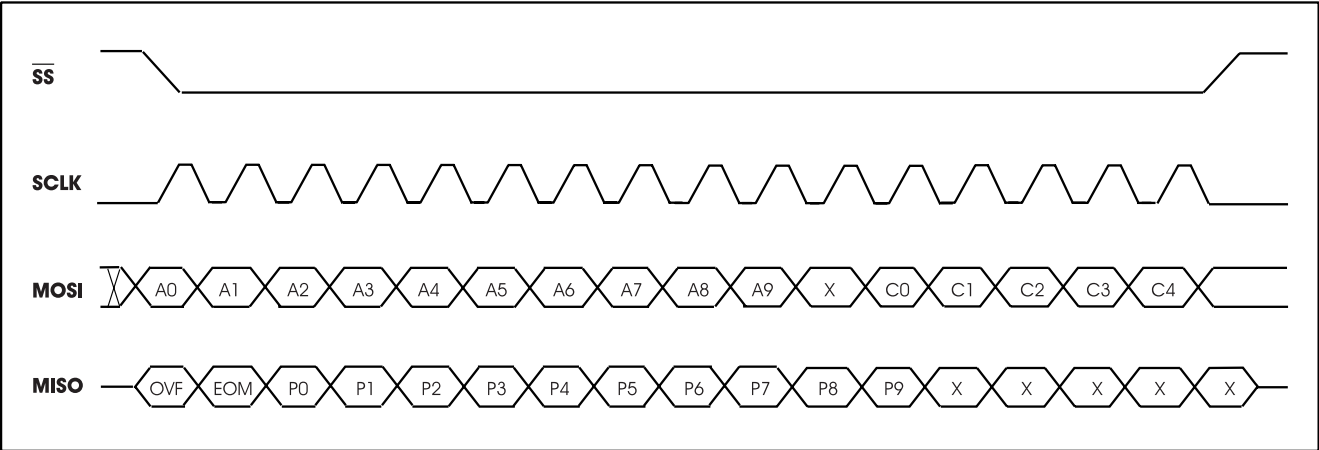 SS
SCLK
MOSI A0 A1 A2 A3 A4 A5 A6 A7 A8 A9 X C0 C1 C2 C3 C4
MISO OVF EOM P0 P1 P2 P3 P4 P5 P6 P7 P8 P9 X X X X X